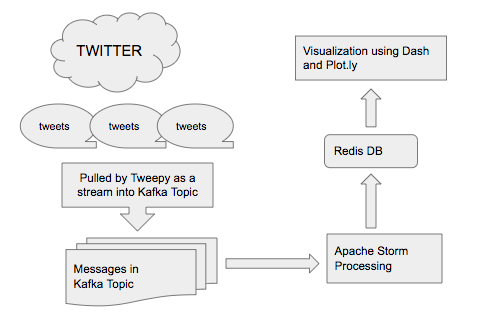 TWITTER
tweets
tweets
tweets
Pulled by Tweepy as a
stream into Kafka Topic
Messages in
Kafka Topic
Apache Storm
Processing
Redis DB
Visualization using Dash
and Plot.ly